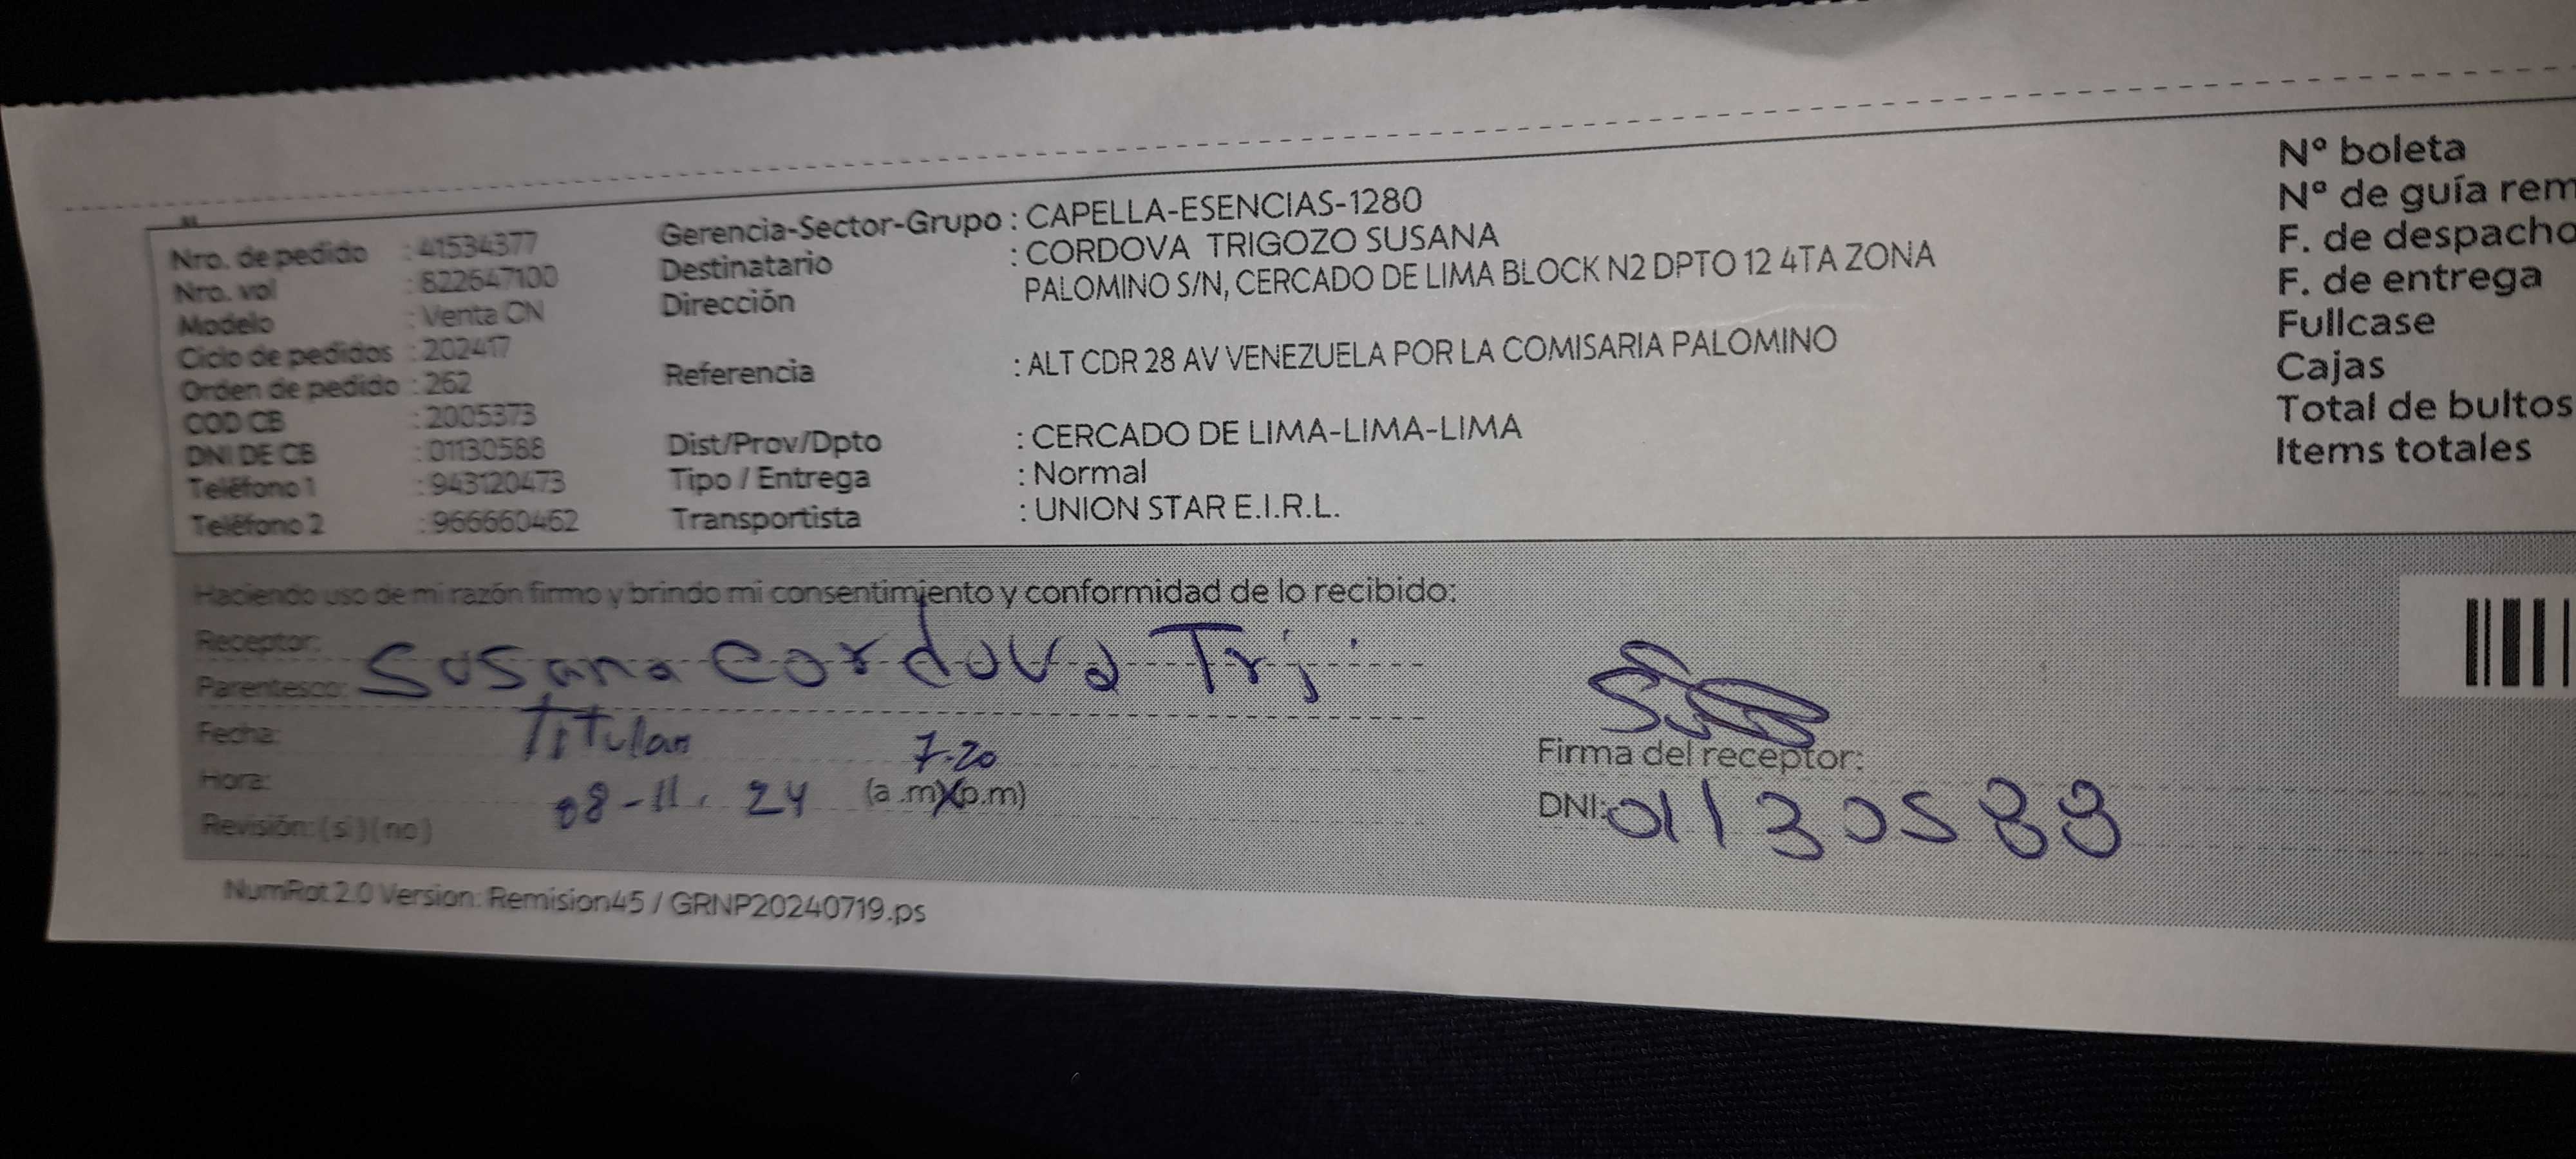 Nro. de pedido : 41534377
Nro. vol : 822647100
Modelo : Venta CN
Ciclo de pedidos : 202417
Orden de pedido : 262
COD CB : 2005373
DNI DE CB : 01130588
Teléfono 1 : 943120473
Teléfono 2 : 966660462
Gerencia-Sector-Grupo : CAPELLA-ESENCIAS-1280
Destinatario : CORDOVA TRIGOZO SUSANA
Dirección PALOMINO S/N, CERCADO DE LIMA BLOCK N2 DPTO 12 4TA ZONA
Referencia : ALT CDR 28 AV VENEZUELA POR LA COMISARIA PALOMINO
Dist/Prov/Dpto : CERCADO DE LIMA-LIMA-LIMA
Tipo / Entrega : Normal
Transportista : UNION STAR E.I.R.L.
N° boleta
N° de guía rem
F. de despacho
F. de entrega
Fullcase
Cajas
Total de bultos
Items totales
Haciendo uso de mi razón firmo y brindo mi consentimiento y conformidad de lo recibido:
Receptor: Susana Cordova Tri
Parentesco: Titular
Fecha: 08-11. 24
Hora: 7-20 (a.m)(p.m)
Revisión: (si) (no)
Firma del receptor:
DNI: 01130588
NumRot 2.0 Version: Remision45 / GRNP20240719.ps